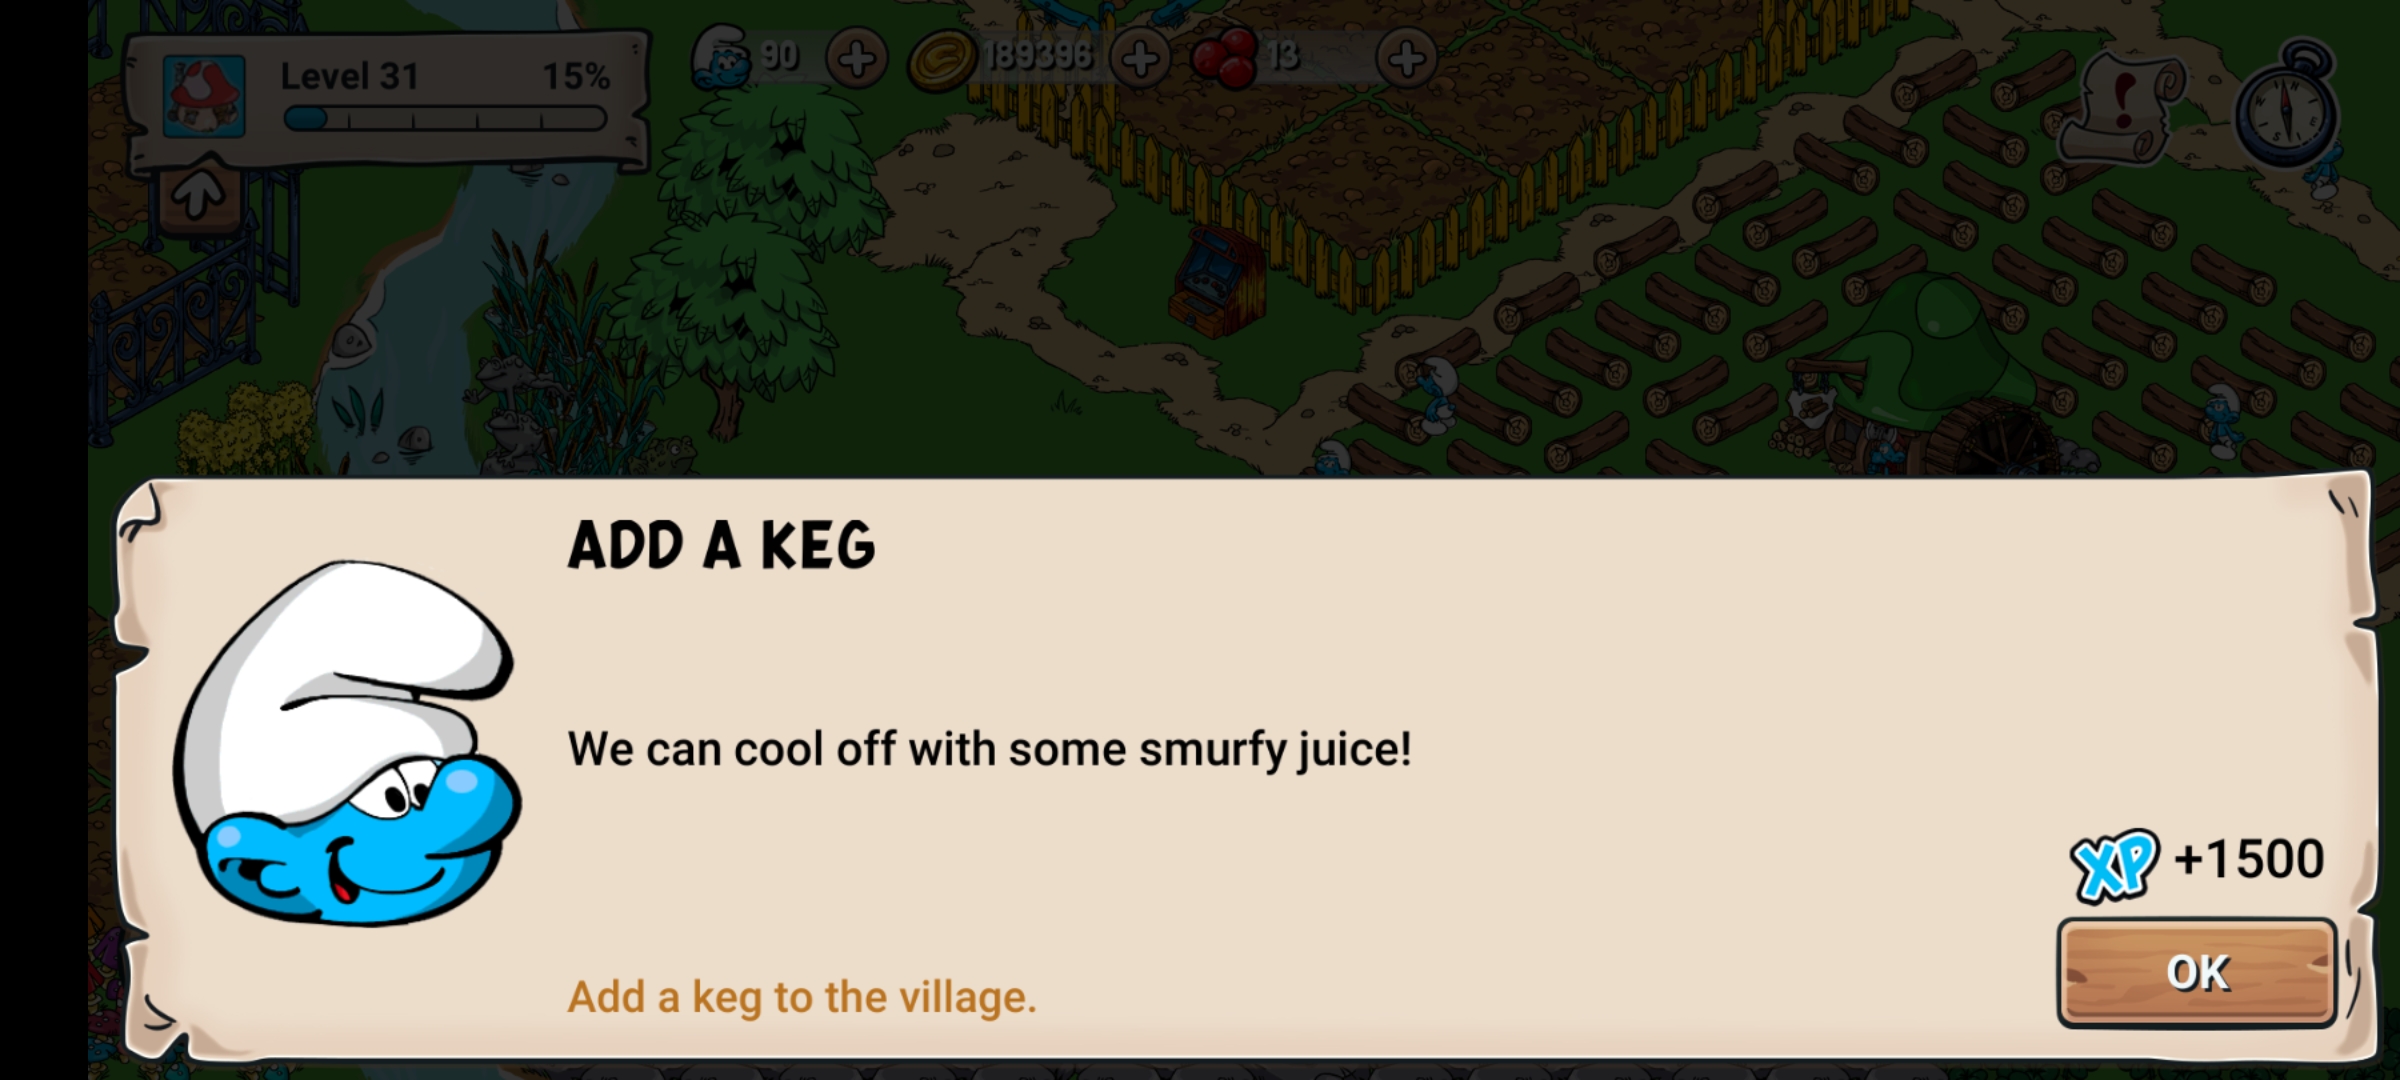 Level 31 15%
90
189396
13
ADD A KEG
We can cool off with some smurfy juice!
XP +1500
OK
Add a keg to the village.